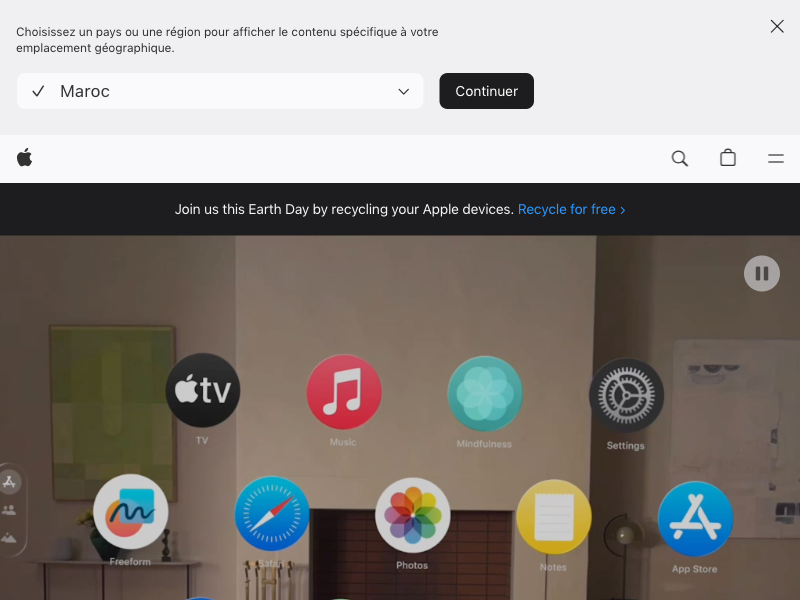 Choisissez un pays ou une région pour afficher le contenu spécifique à votre
emplacement géographique.
Maroc
Continuer
Join us this Earth Day by recycling your Apple devices. Recycle for free ›
tv
TV
Music
Mindfulness
Settings
Freeform
Safari
Photos
Notes
App Store